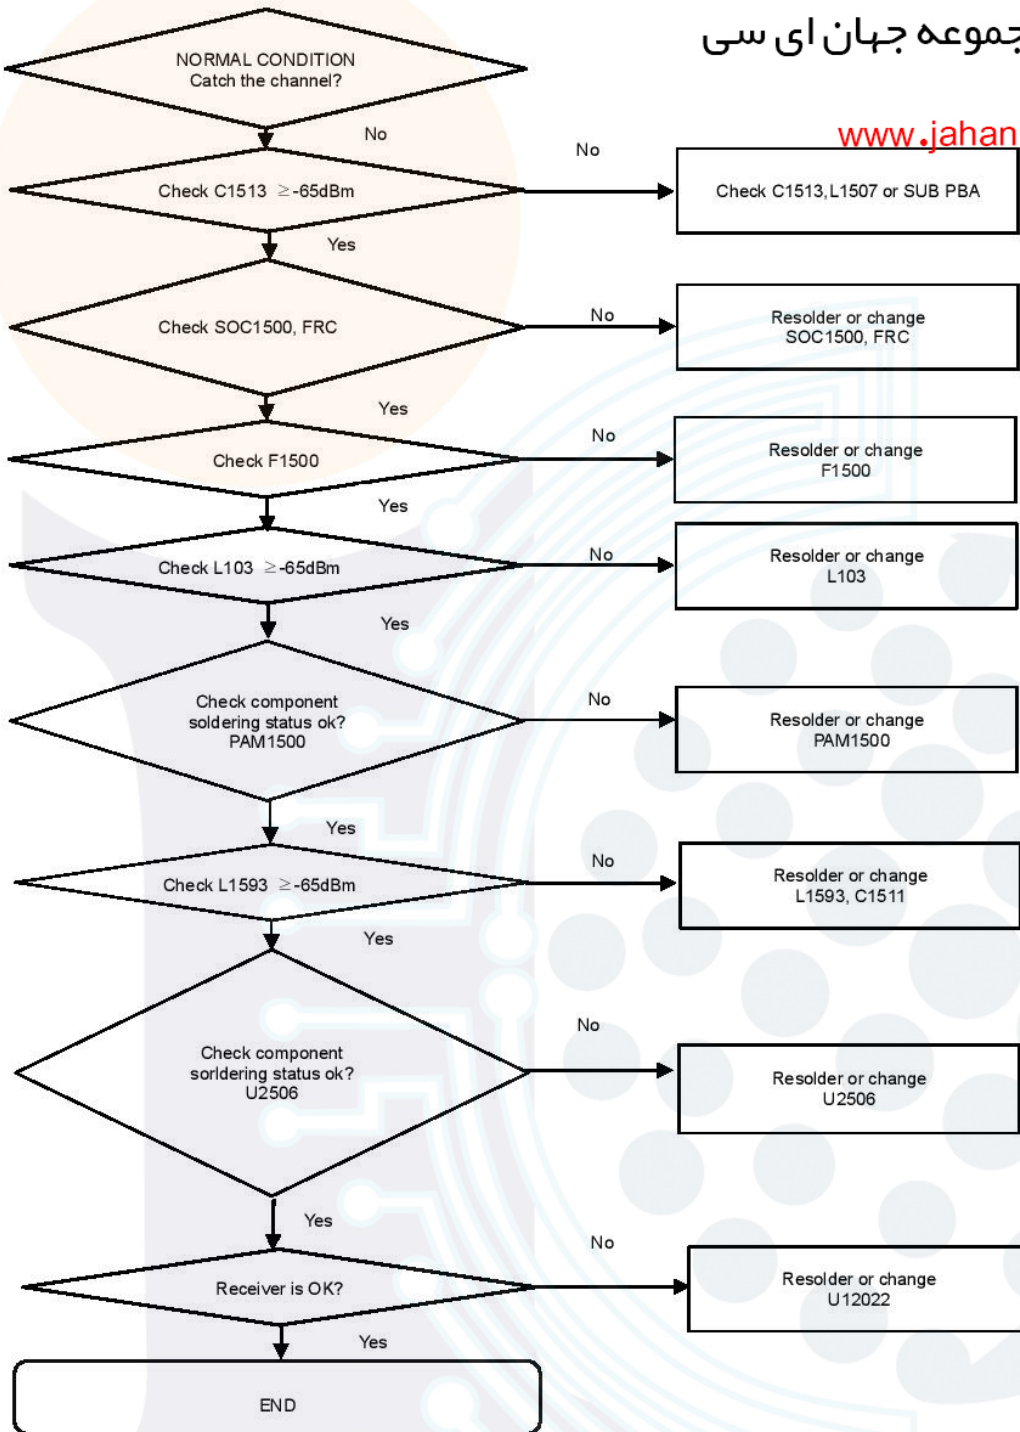 جموعه جهان ای سی
www.jahan
NORMAL CONDITION
Catch the channel?
No
No
Check C1513 ≥-65dBm
Check C1513,L1507 or SUB PBA
Yes
Check SOC1500, FRC
No
Resolder or change
SOC1500, FRC
Yes
Check F1500
No
Resolder or change
F1500
Yes
Check L103 ≥-65dBm
No
Resolder or change
L103
Yes
Check component
soldering status ok?
PAM1500
No
Resolder or change
PAM1500
Yes
Check L1593 ≥-65dBm
No
Resolder or change
L1593, C1511
Yes
Check component
sorldering status ok?
U2506
No
Resolder or change
U2506
Yes
Receiver is OK?
No
Resolder or change
U12022
Yes
END